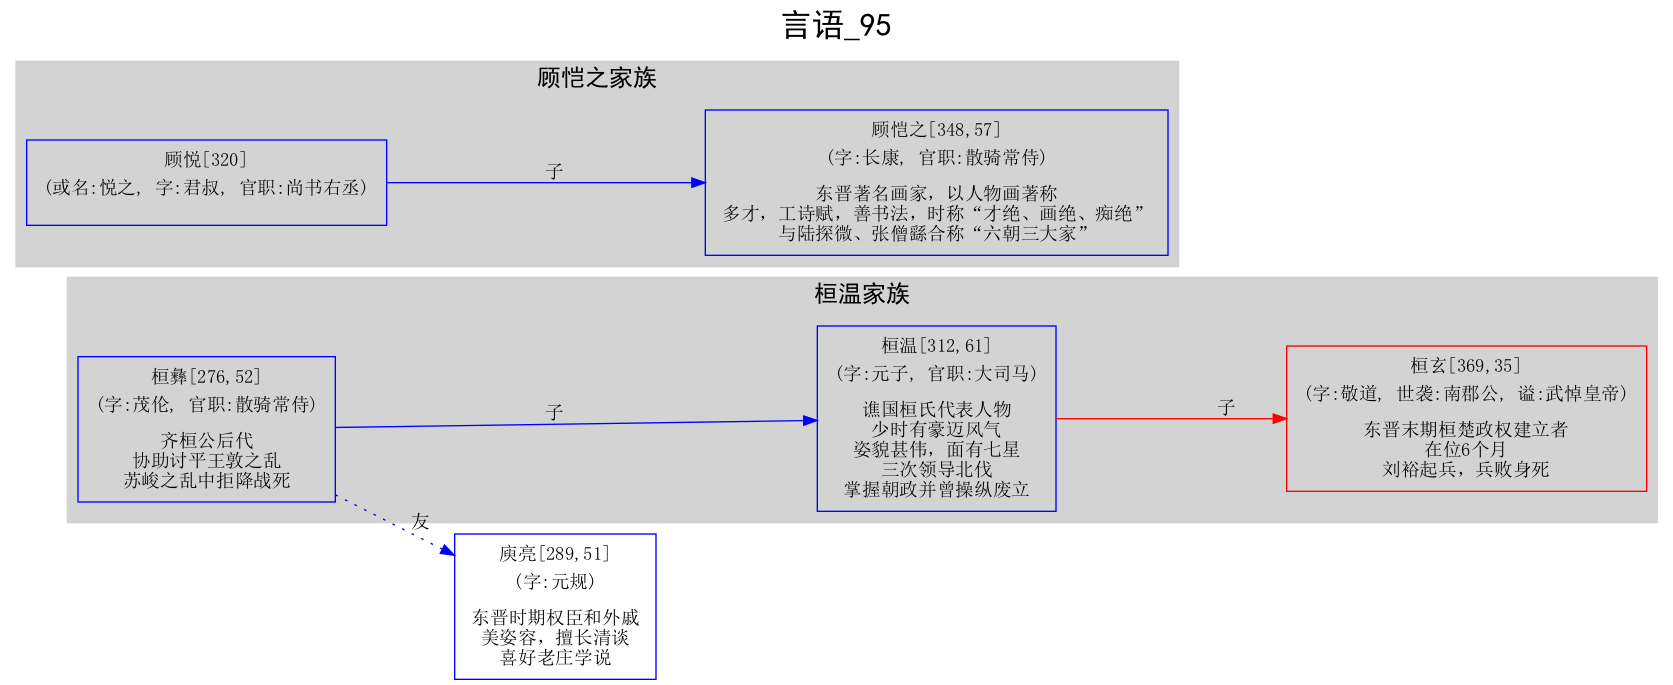 言语_95
顾恺之家族
顾悦[320]
(或名:悦之, 字:君叔, 官职:尚书右丞)
子
顾恺之[348,57]
(字:长康, 官职:散骑常侍)
东晋著名画家，以人物画著称
多才，工诗赋，善书法，时称“才绝、画绝、痴绝”
与陆探微、张僧繇合称“六朝三大家”
桓温家族
桓彝[276,52]
(字:茂伦, 官职:散骑常侍)
齐桓公后代
协助讨平王敦之乱
苏峻之乱中拒降战死
子
桓温[312,61]
(字:元子, 官职:大司马)
谯国桓氏代表人物
少时有豪迈风气
姿貌甚伟，面有七星
三次领导北伐
掌握朝政并曾操纵废立
子
桓玄[369,35]
(字:敬道, 世袭:南郡公, 谥:武悼皇帝)
东晋末期桓楚政权建立者
在位6个月
刘裕起兵，兵败身死
友
庾亮[289,51]
(字:元规)
东晋时期权臣和外戚
美姿容，擅长清谈
喜好老庄学说